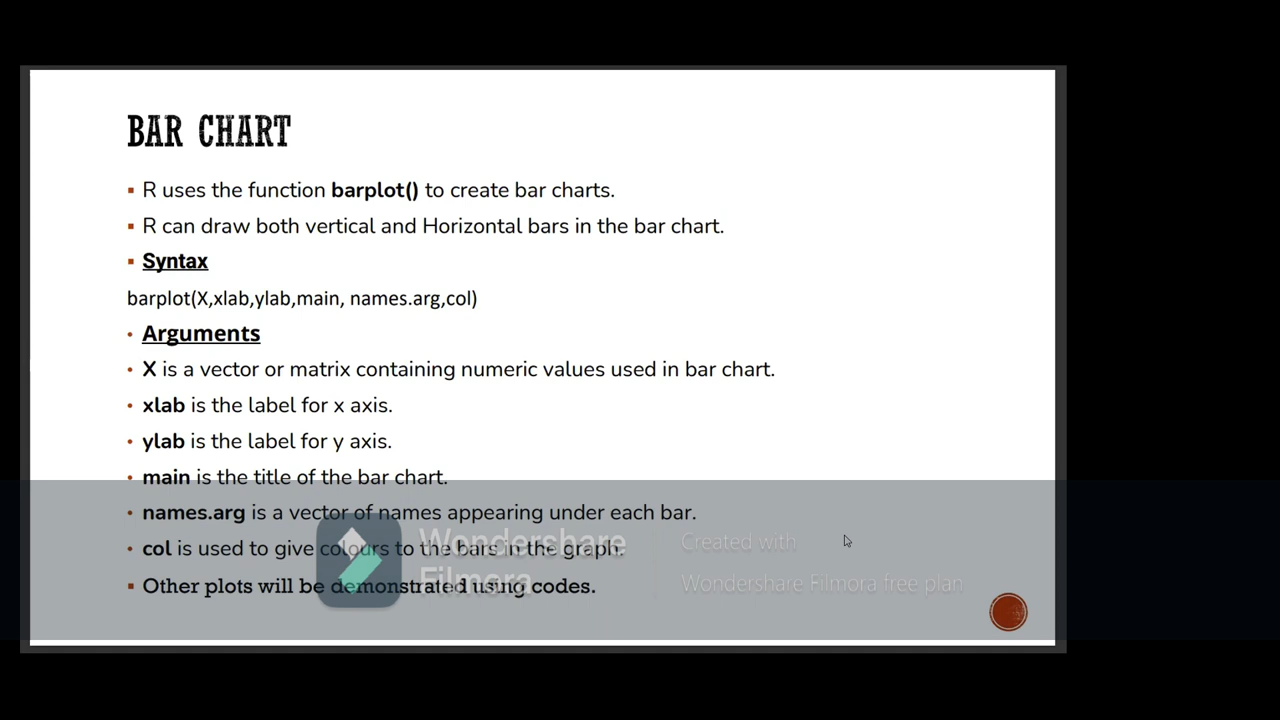 BAR CHART
R uses the function barplot() to create bar charts.
R can draw both vertical and Horizontal bars in the bar chart.
Syntax
barplot(X,xlab,ylab,main, names.arg,col)
Arguments
X is a vector or matrix containing numeric values used in bar chart.
xlab is the label for x axis.
ylab is the label for y axis.
main is the title of the bar chart.
names.arg is a vector of names appearing under each bar.
col is used to give colours to the bars in the graph.
Other plots will be demonstrated using codes.
Wondershare
Filmora
Created with
Wondershare Filmora free plan